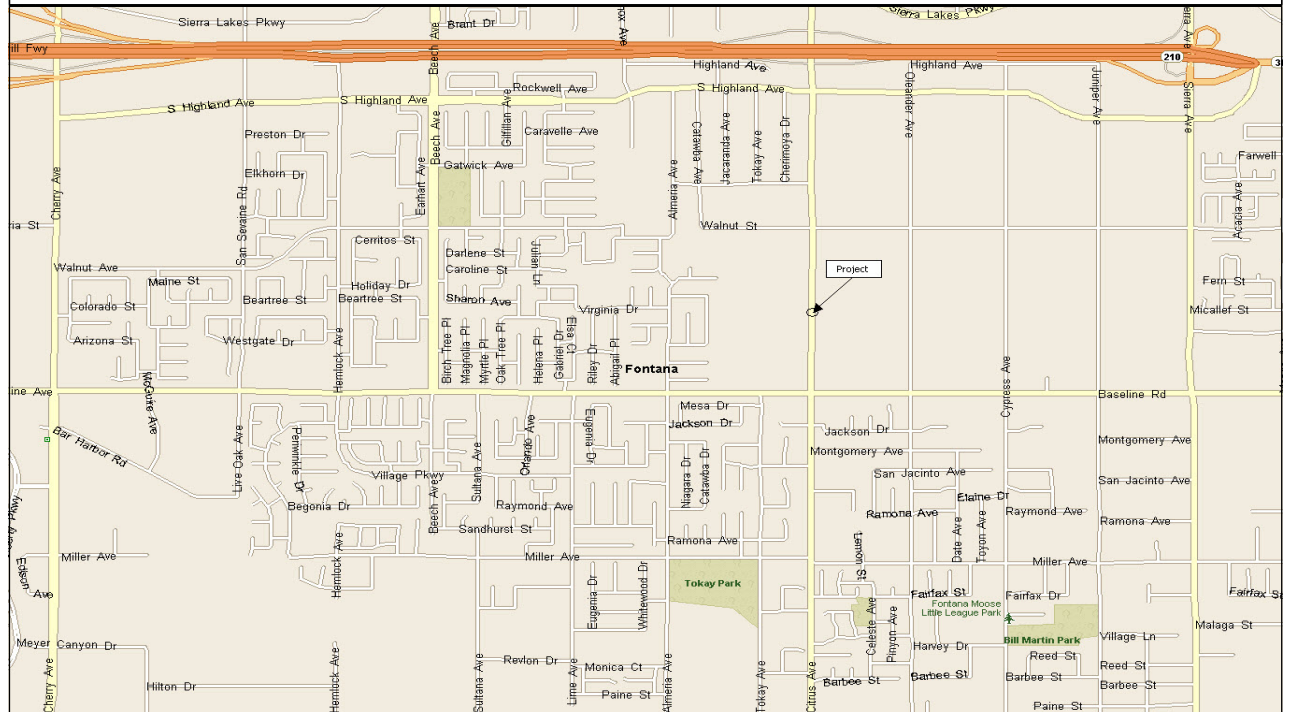 Sierra Lakes Pkwy
Brant Dr
Sierra Lakes Pkwy
ill Fwy
Beech Ave
Highland Ave
Highland Ave
210
Sierra Ave
Rockwell Ave
S Highland Ave
S Highland Ave
S Highland Ave
Oleander Ave
Juniper Ave
Preston Dr
Beech Ave
Gilfillan Ave
Caravelle Ave
Catawba Ave
Jacaranda Ave
Tokay Ave
Cherimoya Dr
Farwell
Cherry Ave
Elkhorn Dr
Earhart Ave
Gatwick Ave
Almeria Ave
Acacia Ave
San Sevaine Rd
ria St
Walnut St
Cerritos St
Darlene St
Julian Ln
Walnut Ave
Caroline St
Project
Maine St
Holiday Dr
Fern St
Colorado St
Beartree St
Beartree St
Sharon Ave
Virginia Dr
Micallef St
Arizona St
Westgate Dr
Hemlock Ave
Birch Tree Pl
Magnolia Pl
Myrtle Pl
Oak Tree Pl
Helena Pl
Gabriel Dr
Elsa Ct
Riley Dr
Abigail Pl
Fontana
Cypress Ave
ine Ave
McGuire Ave
Baseline Rd
Mesa Dr
Jackson Dr
Jackson Dr
Bar Harbor Rd
Live Oak Ave
Periwinkle Dr
Orlando Ave
Eugenia Dr
Montgomery Ave
Montgomery Ave
Village Pkwy
Sultana Ave
Niagara Dr
Catawba Dr
San Jacinto Ave
San Jacinto Ave
Begonia Dr
Beech Ave
Raymond Ave
Elaine Dr
Ramona Ave
Raymond Ave
Ramona Ave
Sandhurst St
Ramona Ave
Lemon St
Date Ave
Toyon Ave
Miller Ave
Hemlock Ave
Miller Ave
Miller Ave
Edison Ave
Eugenia Dr
Whitewood Dr
Tokay Park
Fairfax St
Fairfax Dr
Fairfax St
Fontana Moose
Little League Park
Celeste Ave
Pinyon Ave
Malaga St
Meyer Canyon Dr
Harvey Dr
Bill Martin Park
Village Ln
Cherry Ave
Hemlock Ave
Sultana Ave
Revlon Dr
Lime Ave
Monica Ct
Almeria Ave
Tokay Ave
Citrus Ave
Reed St
Reed St
Hilton Dr
Barbee St
Barbee St
Barbee St
Barbee St
Paine St
Paine St